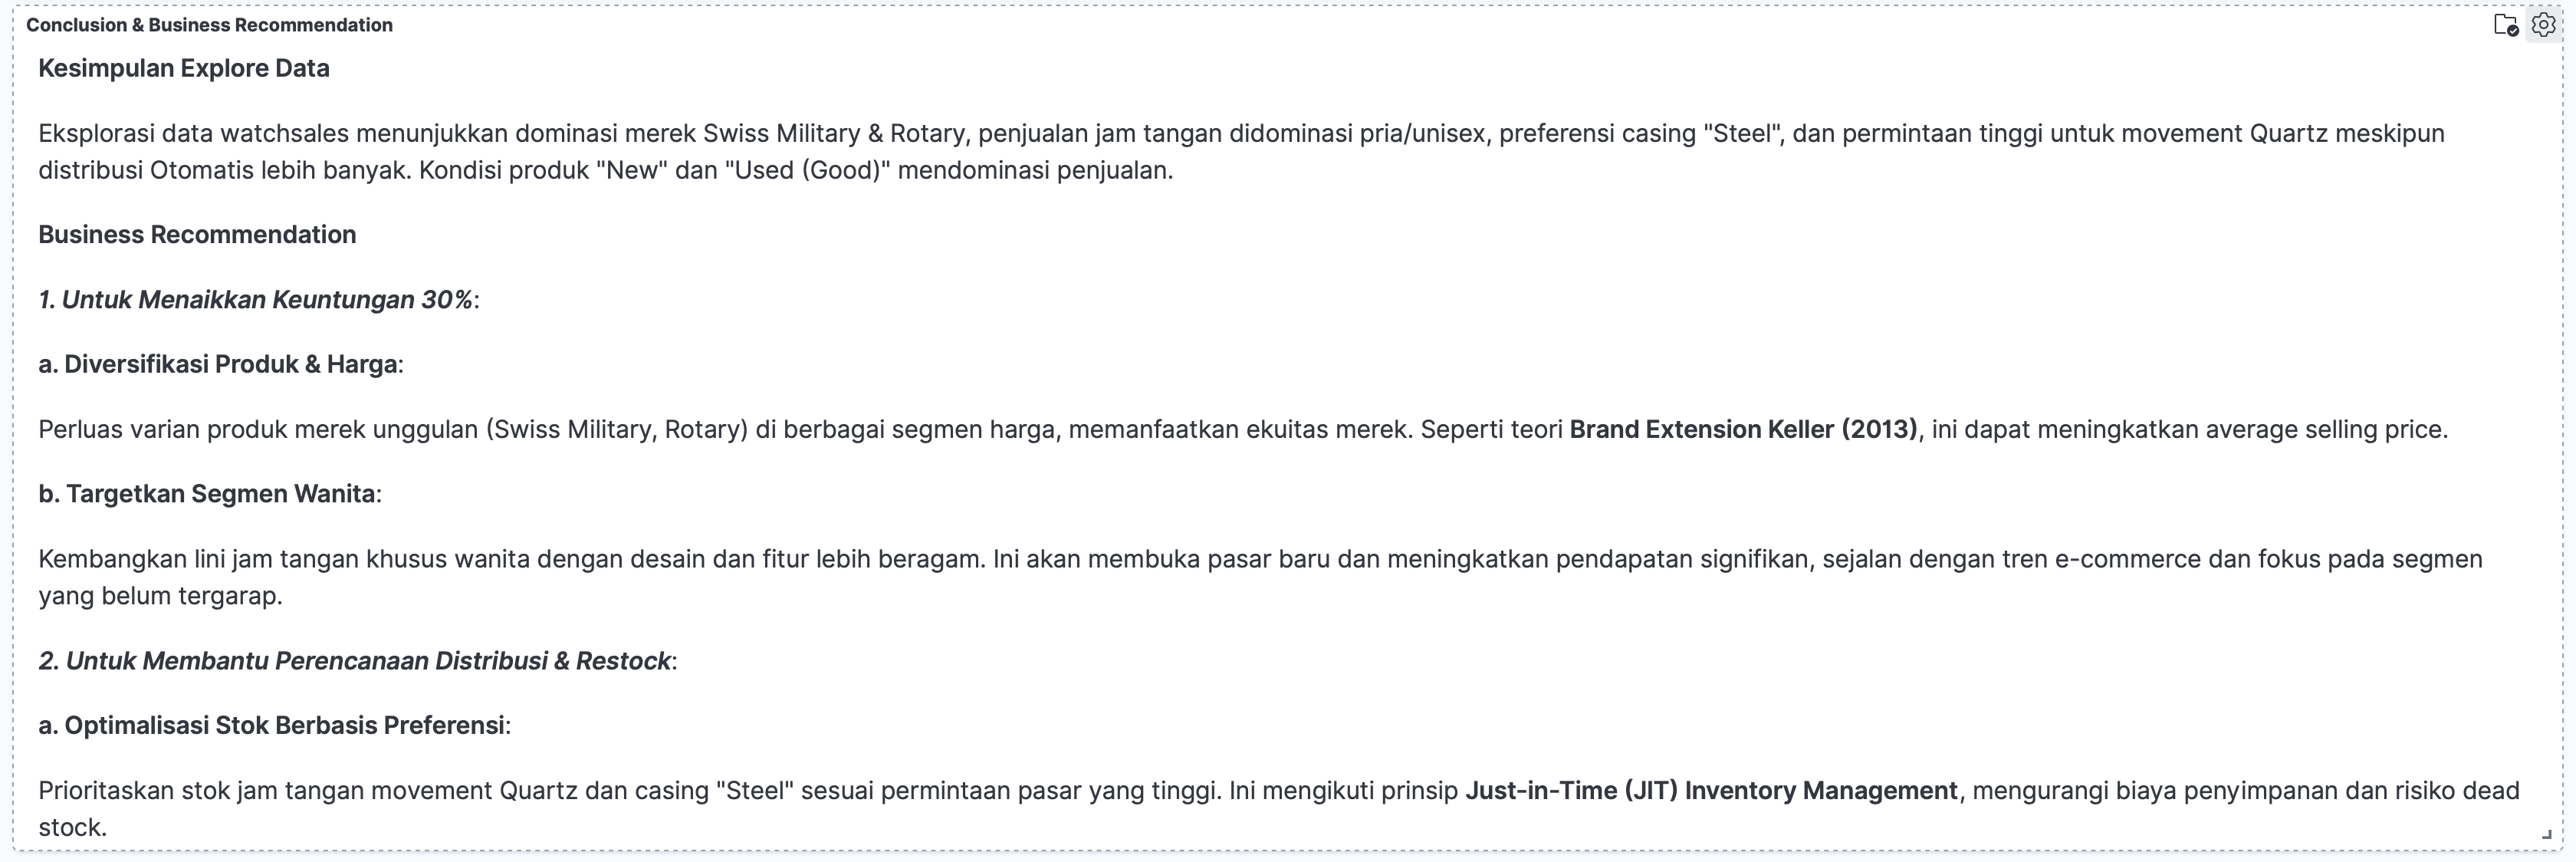 Conclusion & Business Recommendation
Kesimpulan Explore Data
Eksplorasi data watchsales menunjukkan dominasi merek Swiss Military & Rotary, penjualan jam tangan didominasi pria/unisex, preferensi casing "Steel", dan permintaan tinggi untuk movement Quartz meskipun
distribusi Otomatis lebih banyak. Kondisi produk "New" dan "Used (Good)" mendominasi penjualan.
Business Recommendation
1. Untuk Menaikkan Keuntungan 30%:
a. Diversifikasi Produk & Harga:
Perluas varian produk merek unggulan (Swiss Military, Rotary) di berbagai segmen harga, memanfaatkan ekuitas merek. Seperti teori Brand Extension Keller (2013), ini dapat meningkatkan average selling price.
b. Targetkan Segmen Wanita:
Kembangkan lini jam tangan khusus wanita dengan desain dan fitur lebih beragam. Ini akan membuka pasar baru dan meningkatkan pendapatan signifikan, sejalan dengan tren e-commerce dan fokus pada segmen
yang belum tergarap.
2. Untuk Membantu Perencanaan Distribusi & Restock:
a. Optimalisasi Stok Berbasis Preferensi:
Prioritaskan stok jam tangan movement Quartz dan casing "Steel" sesuai permintaan pasar yang tinggi. Ini mengikuti prinsip Just-in-Time (JIT) Inventory Management, mengurangi biaya penyimpanan dan risiko dead
stock.